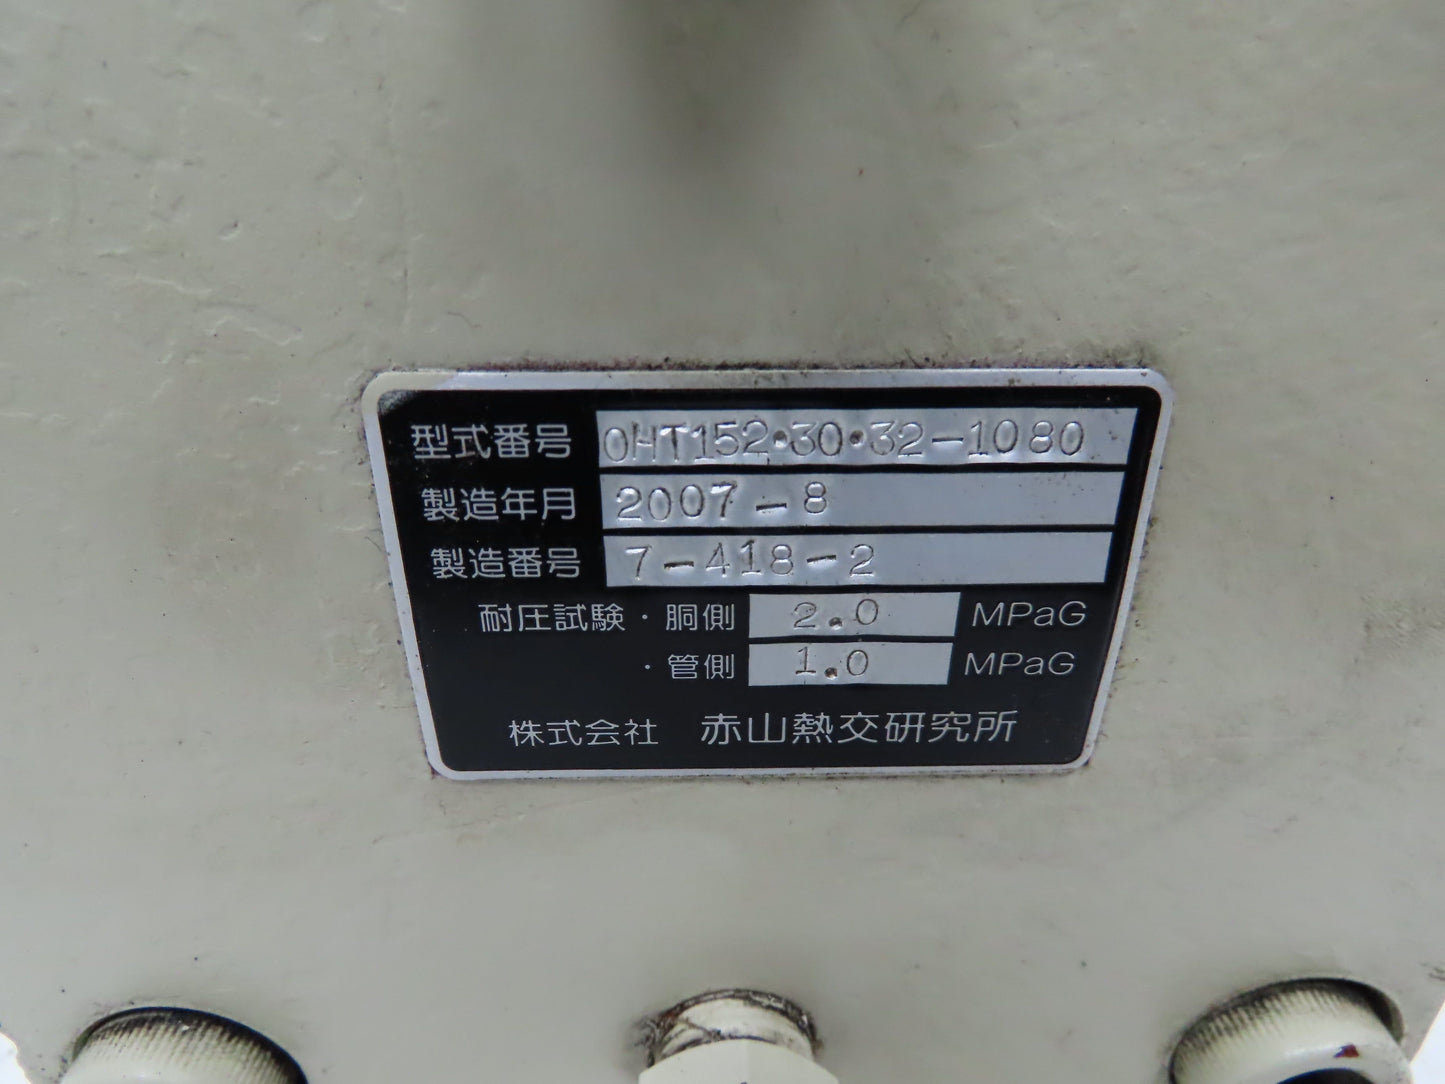 型式番号 OHT152・30・32-1080
製造年月 2007-8
製造番号 7-418-2
耐圧試験・胴側 2.0 MPaG
・管側 1.0 MPaG
株式会社 赤山熱交研究所